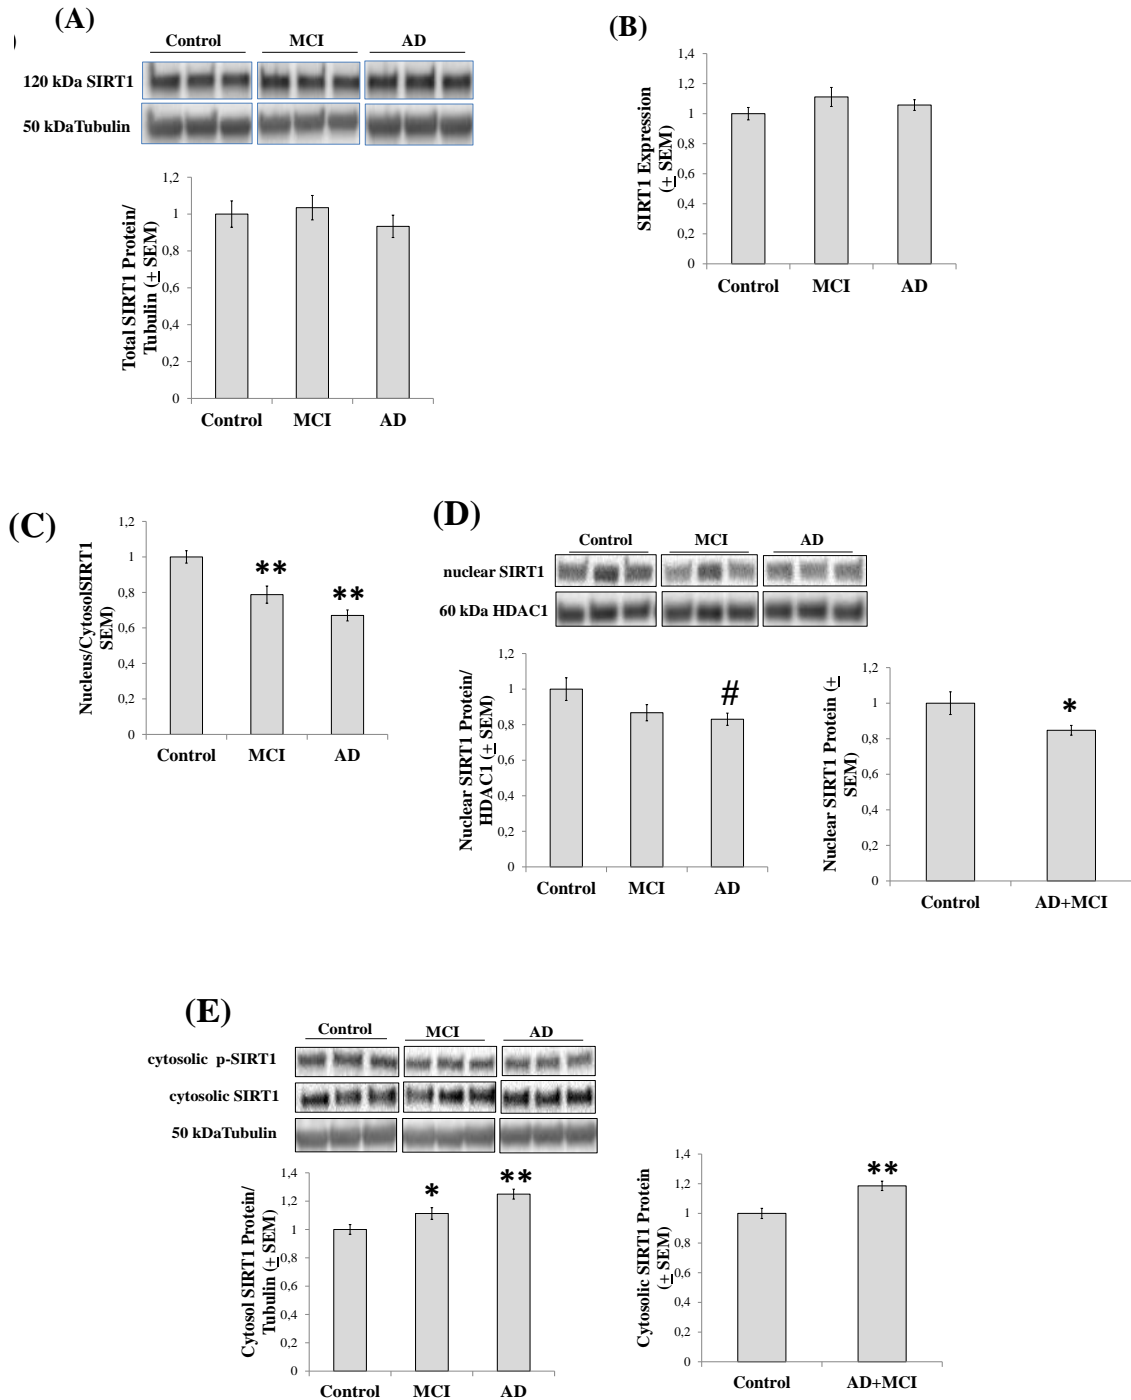 )
(A)
Control MCI AD
120 kDa SIRT1
50 kDaTubulin
Total SIRT1 Protein/
Tubulin (+ SEM)
1,2
1
0,8
0,6
0,4
0,2
0
Control MCI AD
(B)
SIRT1 Expression
(+ SEM)
1,4
1,2
1
0,8
0,6
0,4
0,2
0
Control MCI AD
(C)
Nucleus/CytosolSIRT1
SEM)
1,2
1
0,8
0,6
0,4
0,2
0
**
**
Control MCI AD
(D)
Control MCI AD
nuclear SIRT1
60 kDa HDAC1
Nuclear SIRT1 Protein/
HDAC1 (+ SEM)
1,2
1
0,8
0,6
0,4
0,2
0
#
Control MCI AD
Nuclear SIRT1 Protein (+
SEM)
1,2
1
0,8
0,6
0,4
0,2
0
*
Control AD+MCI
(E)
Control MCI AD
cytosolic p-SIRT1
cytosolic SIRT1
50 kDaTubulin
Cytosol SIRT1 Protein/
Tubulin (+ SEM)
1,4
1,2
1
0,8
0,6
0,4
0,2
0
*
**
Control MCI AD
Cytosolic SIRT1 Protein
(+ SEM)
1,4
1,2
1
0,8
0,6
0,4
0,2
0
**
Control AD+MCI